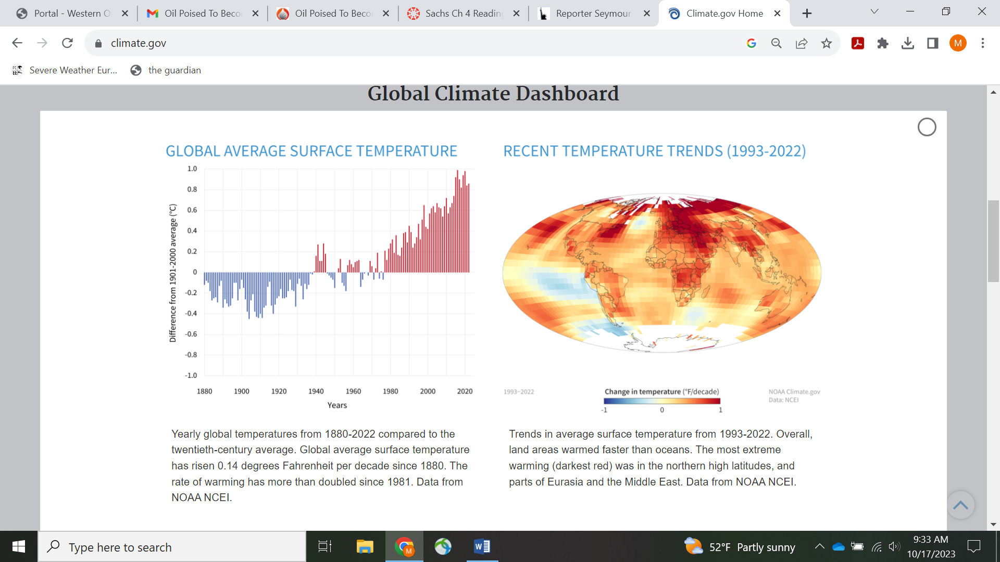 Portal - Western O
Oil Poised To Beco
Oil Poised To Beco
Sachs Ch 4 Reading
Reporter Seymour
Climate.gov Home
climate.gov
M
Severe Weather Eur...
the guardian
Global Climate Dashboard
GLOBAL AVERAGE SURFACE TEMPERATURE
1.0
0.8
0.6
0.4
0.2
0
-0.2
-0.4
-0.6
-0.8
-1.0
Difference from 1901-2000 average (°C)
1880 1900 1920 1940 1960 1980 2000 2020
Years
Yearly global temperatures from 1880-2022 compared to the
twentieth-century average. Global average surface temperature
has risen 0.14 degrees Fahrenheit per decade since 1880. The
rate of warming has more than doubled since 1981. Data from
NOAA NCEI.
RECENT TEMPERATURE TRENDS (1993-2022)
1993–2022
Change in temperature (°F/decade)
-1 0 1
NOAA Climate.gov
Data: NCEI
Trends in average surface temperature from 1993-2022. Overall,
land areas warmed faster than oceans. The most extreme
warming (darkest red) was in the northern high latitudes, and
parts of Eurasia and the Middle East. Data from NOAA NCEI.
Type here to search
M
W
52°F Partly sunny
9:33 AM
10/17/2023